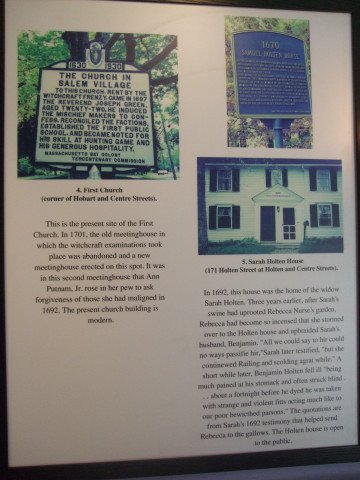 1630 1930
THE CHURCH IN
SALEM VILLAGE
TO THIS CHURCH, RENT BY THE
WITCHCRAFT FRENZY, CAME IN 1697
THE REVEREND JOSEPH GREEN,
AGED TWENTY-TWO. HE INDUCED
THE MISCHIEF MAKERS TO CON-
FESS, RECONCILED THE FACTIONS,
ESTABLISHED THE FIRST PUBLIC
SCHOOL, AND BECAME NOTED FOR
HIS SKILL AT HUNTING GAME AND
HIS GENEROUS HOSPITALITY.
MASSACHUSETTS BAY COLONY
TERCENTENARY COMMISSION
4. First Church
(corner of Hobart and Centre Streets).
This is the present site of the First
Church. In 1701, the old meetinghouse in
which the witchcraft examinations took
place was abandoned and a new
meetinghouse erected on this spot. It was
in this second meetinghouse that Ann
Putnam, Jr. rose in her pew to ask
forgiveness of those she had maligned in
1692. The present church building is
modern.
1670
SAMUEL HOLTEN HOUSE
5. Sarah Holten House
(171 Holten Street at Holten and Centre Streets).
In 1692, this house was the home of the widow
Sarah Holten. Three years earlier, after Sarah's
swine had uprooted Rebecca Nurse's garden,
Rebecca had become so incensed that she stormed
over to the Holten house and upbraided Sarah's
husband, Benjamin. "All we could say to hir could
no ways passifie hir,"Sarah later testified, "but she
continewed Railing and scolding agrat while." A
short while later, Benjamin Holten fell ill "being
much pained at his stomack and often struck blind .
. . about a fortnight before he dyed he was taken
with strange and violent fitts acting much like to
our poor bewicthed parsons." The quotations are
from Sarah's 1692 testimony that helped send
Rebecca to the gallows. The Holten house is open
to the public.